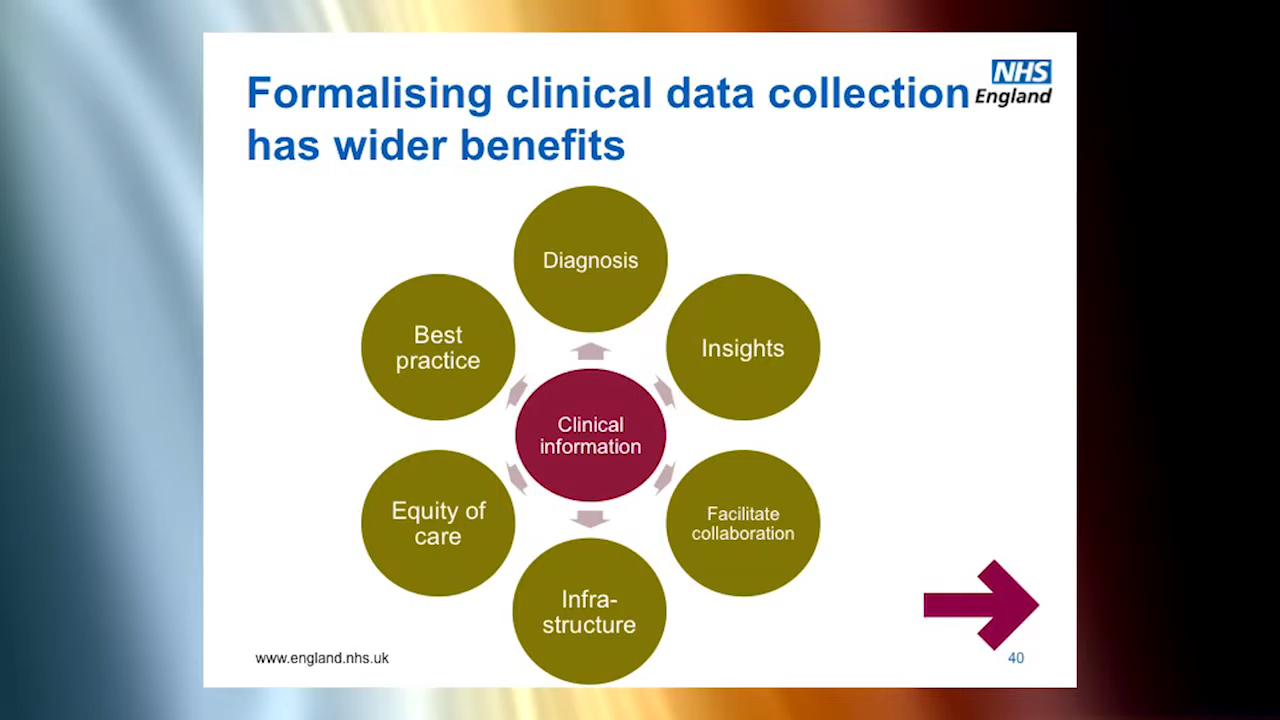 Formalising clinical data collection
has wider benefits
NHS
England
Diagnosis
Best
practice
Insights
Clinical
information
Equity of
care
Facilitate
collaboration
Infra-
structure
www.england.nhs.uk
40